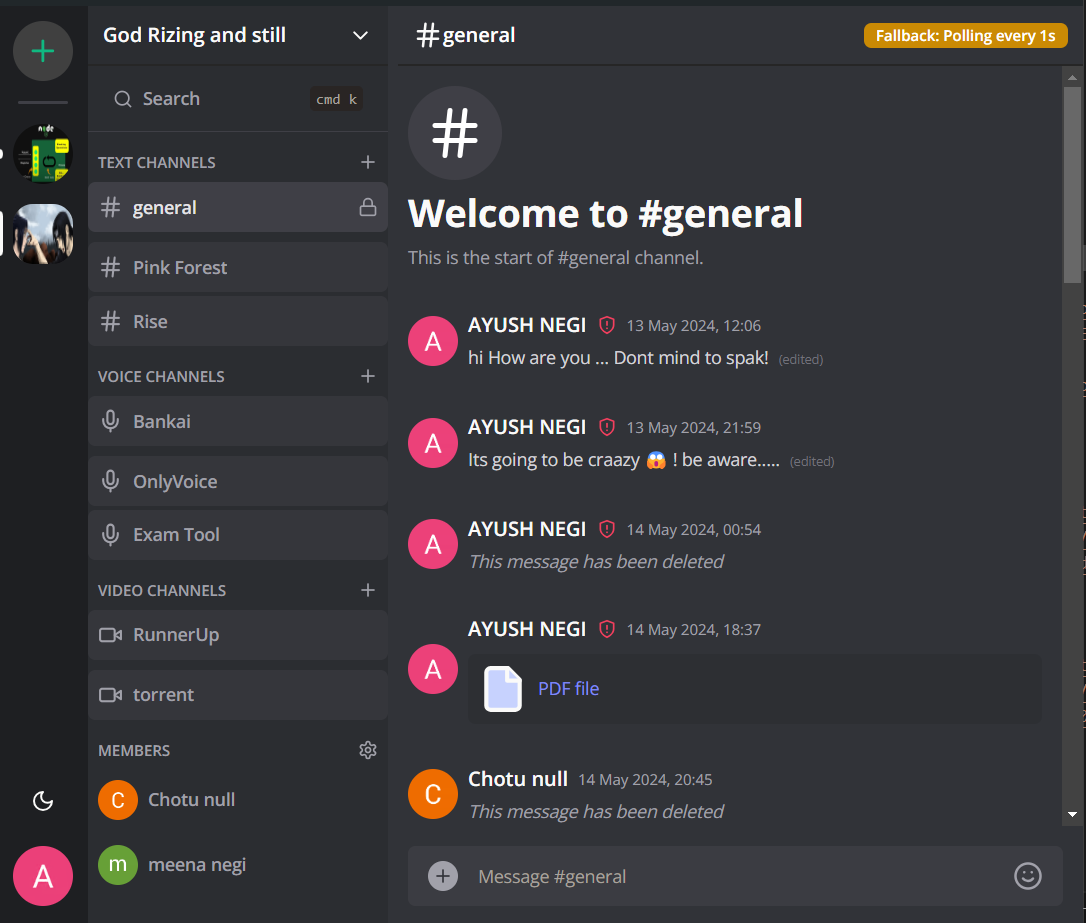 God Rizing and still
Search
cmd k
TEXT CHANNELS
general
Pink Forest
Rise
VOICE CHANNELS
Bankai
OnlyVoice
Exam Tool
VIDEO CHANNELS
RunnerUp
torrent
MEMBERS
C Chotu null
m meena negi
A
node
#general
Fallback: Polling every 1s
#
Welcome to #general
This is the start of #general channel.
A
AYUSH NEGI 13 May 2024, 12:06
hi How are you ... Dont mind to spak! (edited)
A
AYUSH NEGI 13 May 2024, 21:59
Its going to be craazy 😱 ! be aware..... (edited)
A
AYUSH NEGI 14 May 2024, 00:54
This message has been deleted
A
AYUSH NEGI 14 May 2024, 18:37
PDF file
C
Chotu null 14 May 2024, 20:45
This message has been deleted
Message #general